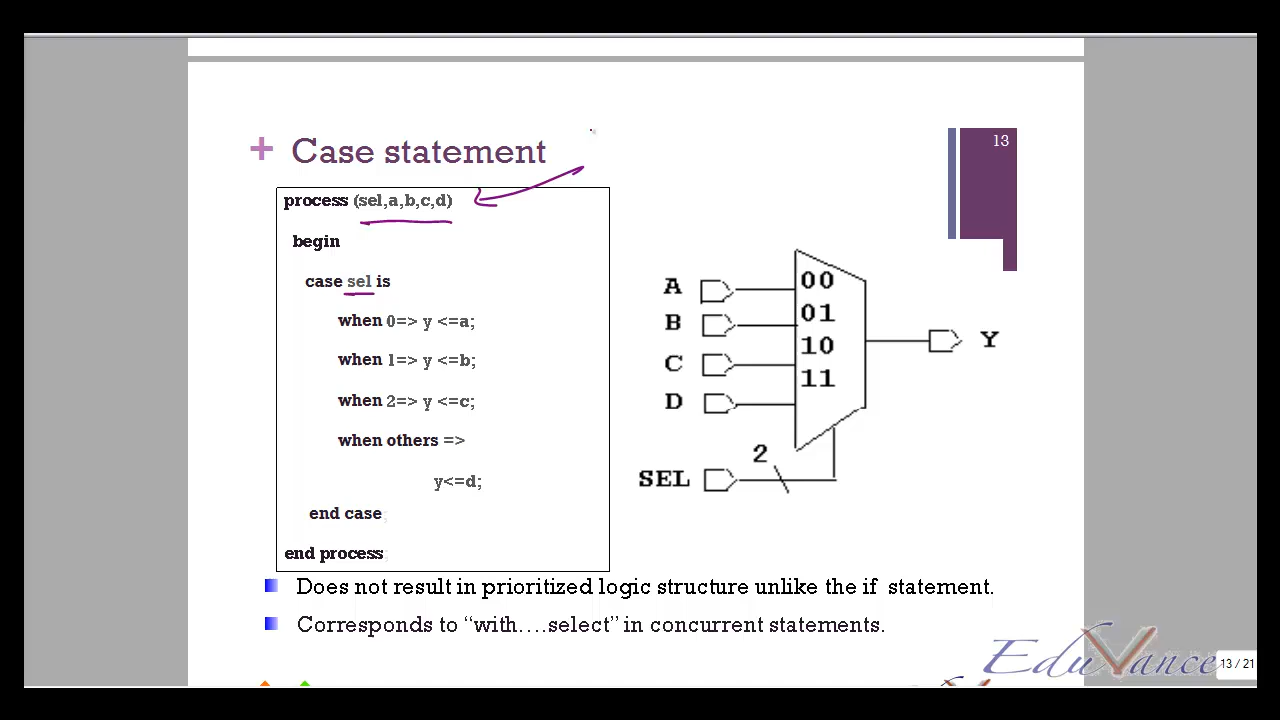 + Case statement
13
process (sel,a,b,c,d)
begin
case sel is
when 0=> y <=a;
when 1=> y <=b;
when 2=> y <=c;
when others =>
y<=d;
end case;
end process;
A
B
C
D
SEL
2
00
01
10
11
Y
Does not result in prioritized logic structure unlike the if statement.
Corresponds to “with….select” in concurrent statements.
EduVance
13 / 21